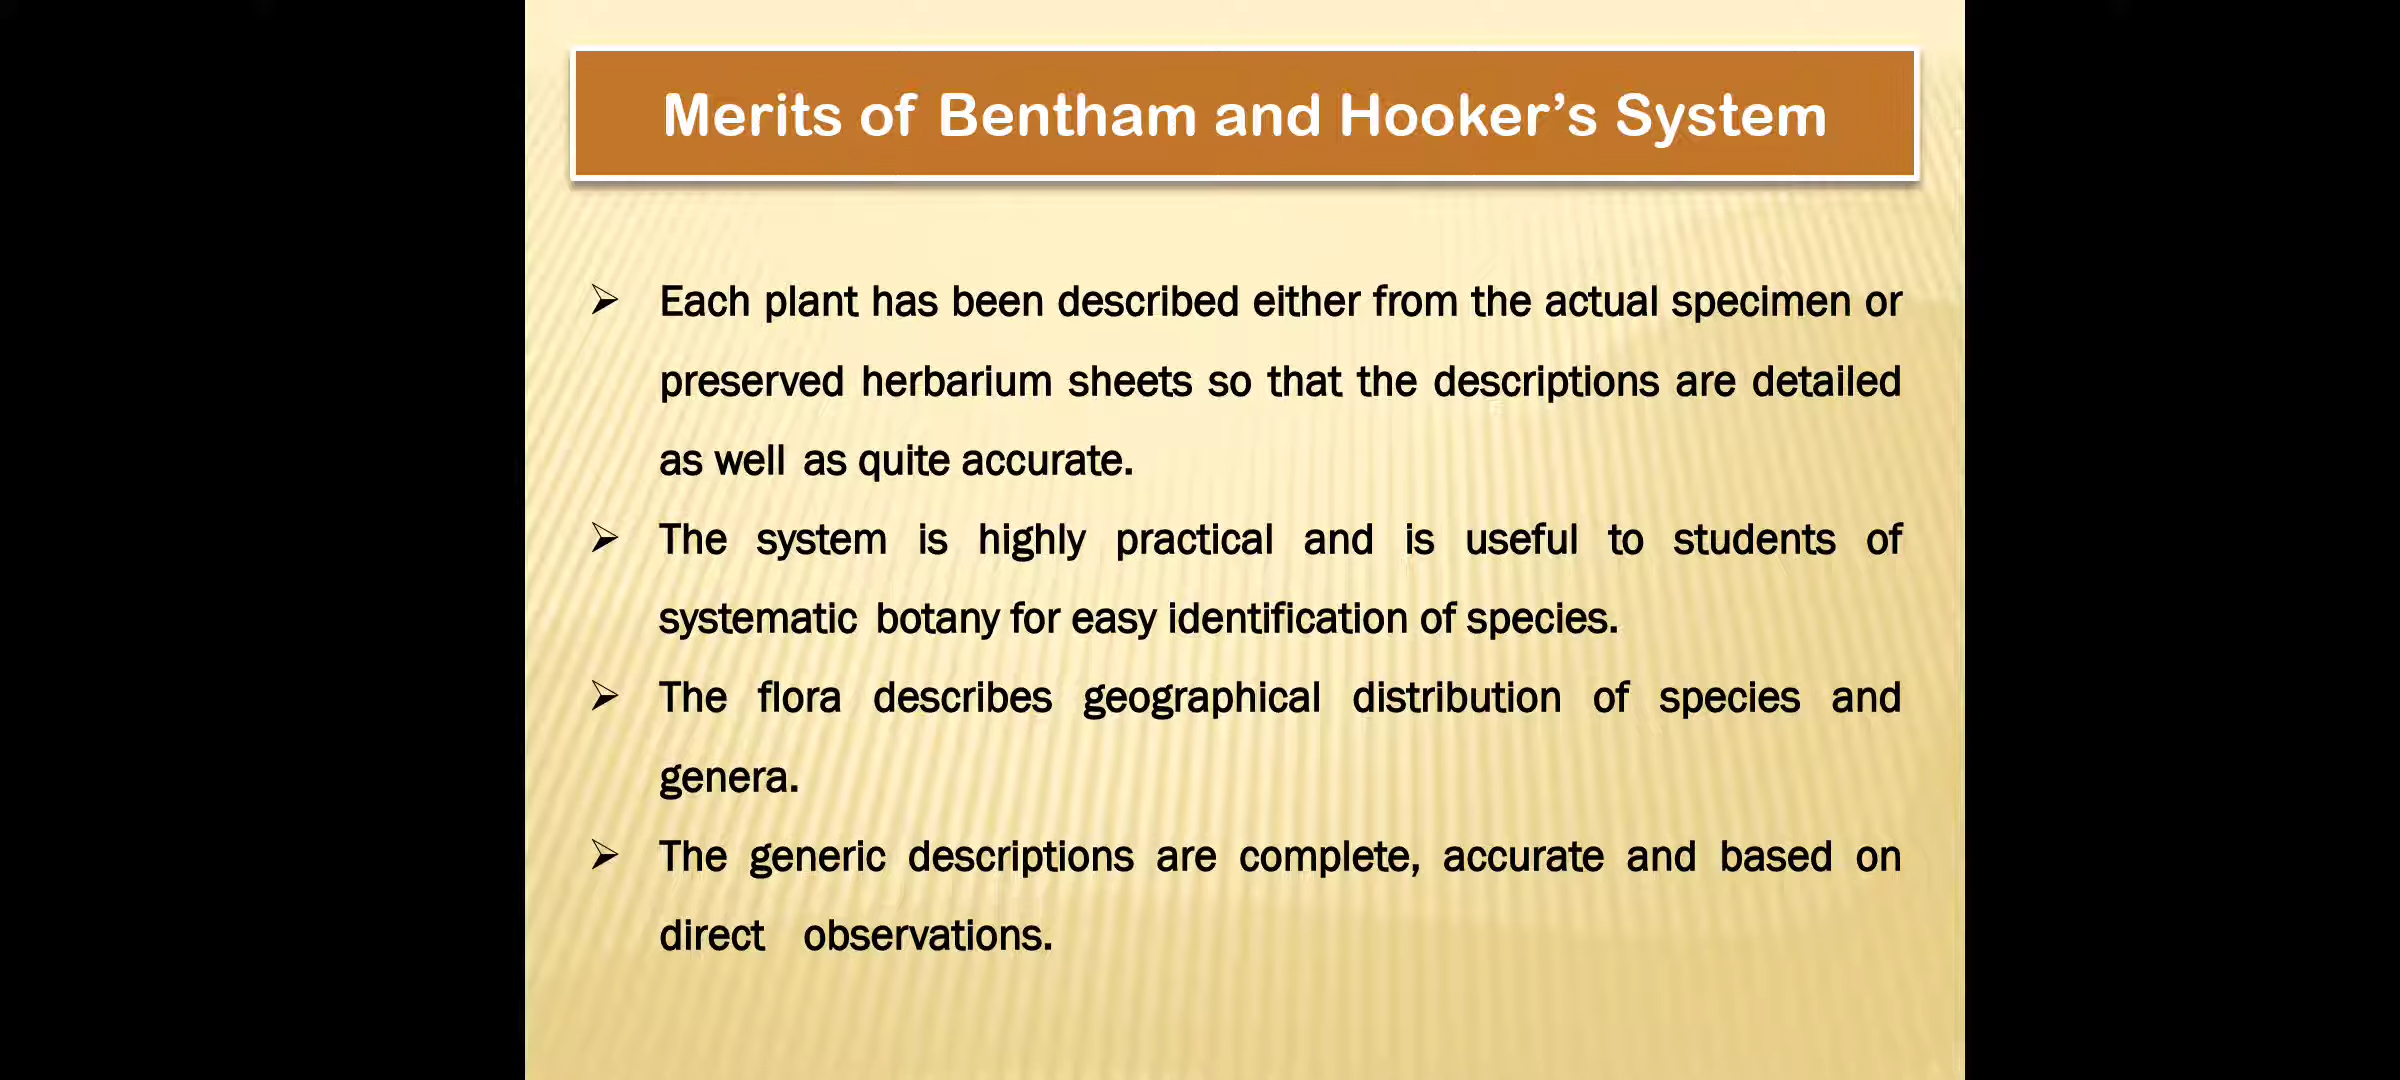 Merits of Bentham and Hooker’s System
➢ Each plant has been described either from the actual specimen or
preserved herbarium sheets so that the descriptions are detailed
as well as quite accurate.
➢ The system is highly practical and is useful to students of
systematic botany for easy identification of species.
➢ The flora describes geographical distribution of species and
genera.
➢ The generic descriptions are complete, accurate and based on
direct observations.